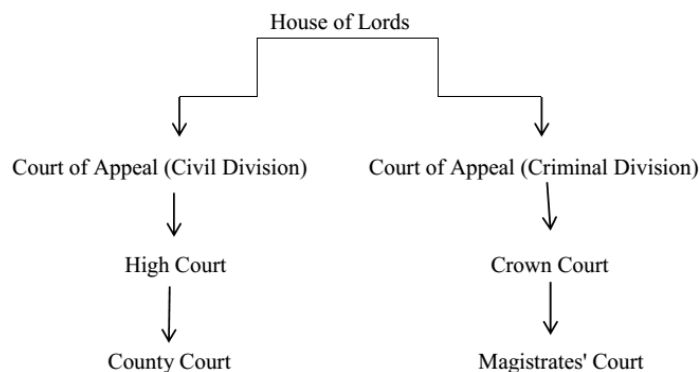 House of Lords
Court of Appeal (Civil Division)
Court of Appeal (Criminal Division)
High Court
Crown Court
County Court
Magistrates' Court